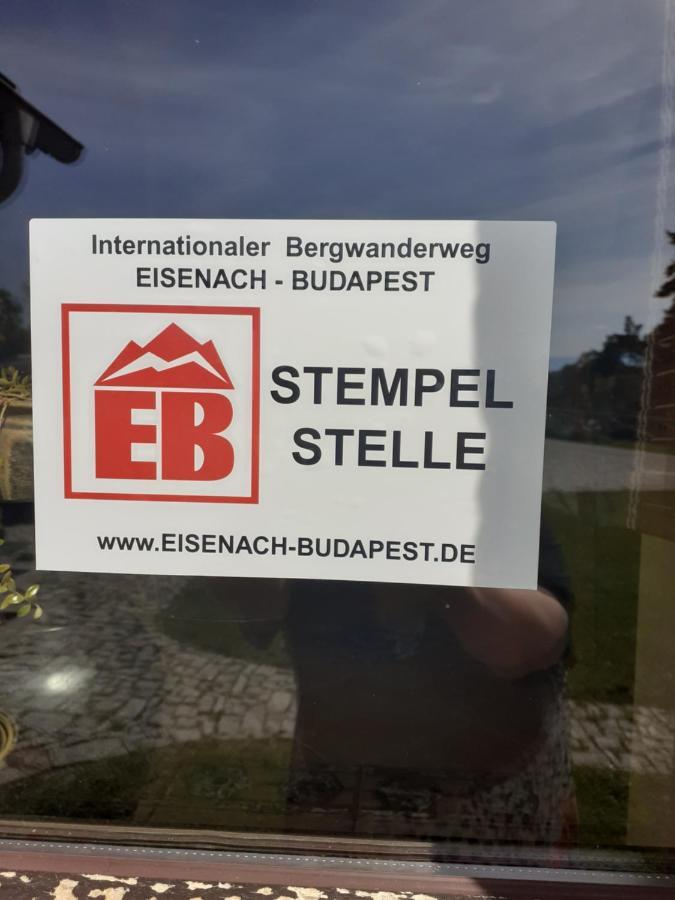 Internationaler Bergwanderweg
EISENACH - BUDAPEST
EB
STEMPEL
STELLE
www.EISENACH-BUDAPEST.DE